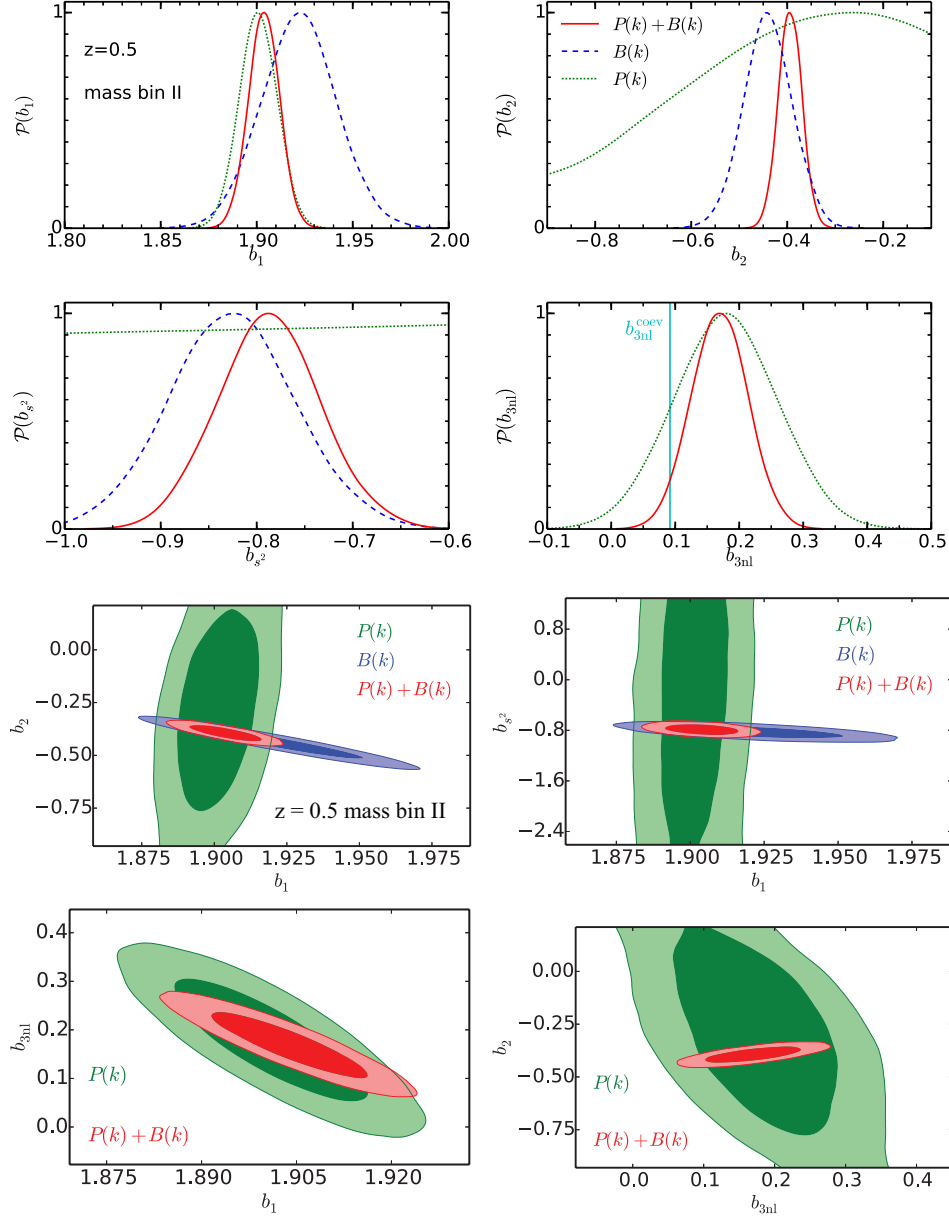 z=0.5
mass bin II
P(b₁)
0
1
1.80
1.85
1.90
1.95
2.00
b₁
P(k) + B(k)
B(k)
P(k)
P(b₂)
0
1
−0.8
−0.6
−0.4
−0.2
b₂
P(b_{s²})
0
1
−1.0
−0.9
−0.8
−0.7
−0.6
b_{s²}
b_{3nl}^{coev}
P(b_{3nl})
0
1
−0.1
0.0
0.1
0.2
0.3
0.4
0.5
b_{3nl}
P(k)
B(k)
P(k) + B(k)
z = 0.5 mass bin II
b₂
0.00
−0.25
−0.50
−0.75
1.875
1.900
1.925
1.950
1.975
b₁
P(k)
B(k)
P(k) + B(k)
b_{s²}
0.8
0.0
−0.8
−1.6
−2.4
1.875
1.900
1.925
1.950
1.975
b₁
b_{3nl}
0.4
0.3
0.2
0.1
0.0
P(k)
P(k) + B(k)
1.875
1.890
1.905
1.920
b₁
b₂
0.00
−0.25
−0.50
−0.75
P(k)
P(k) + B(k)
0.0
0.1
0.2
0.3
0.4
b_{3nl}